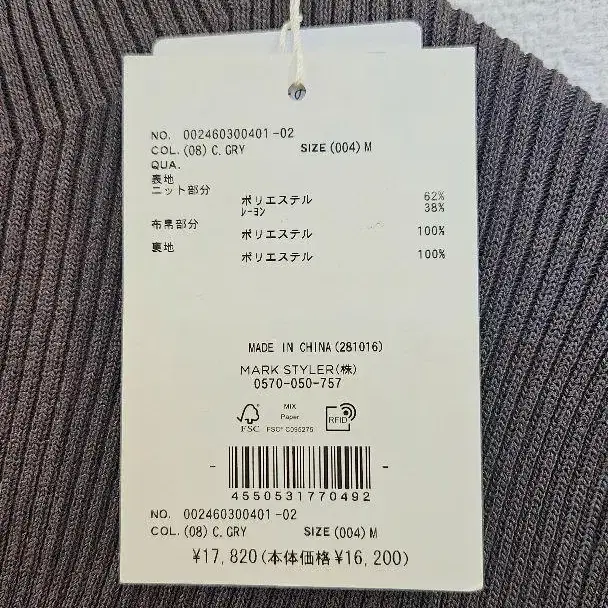 NO. 002460300401-02
COL. (08) C. GRY SIZE (004) M
QUA.
表地
ニット部分
ポリエステル 62%
レーヨン 38%
布帛部分
ポリエステル 100%
裏地
ポリエステル 100%
MADE IN CHINA (281016)
MARK STYLER (株)
0570-050-757
FSC
MIX
Paper
FSC® C095275
RFID
4550531770492
NO. 002460300401-02
COL. (08) C. GRY SIZE (004) M
¥17,820 (本体価格 ¥16,200)